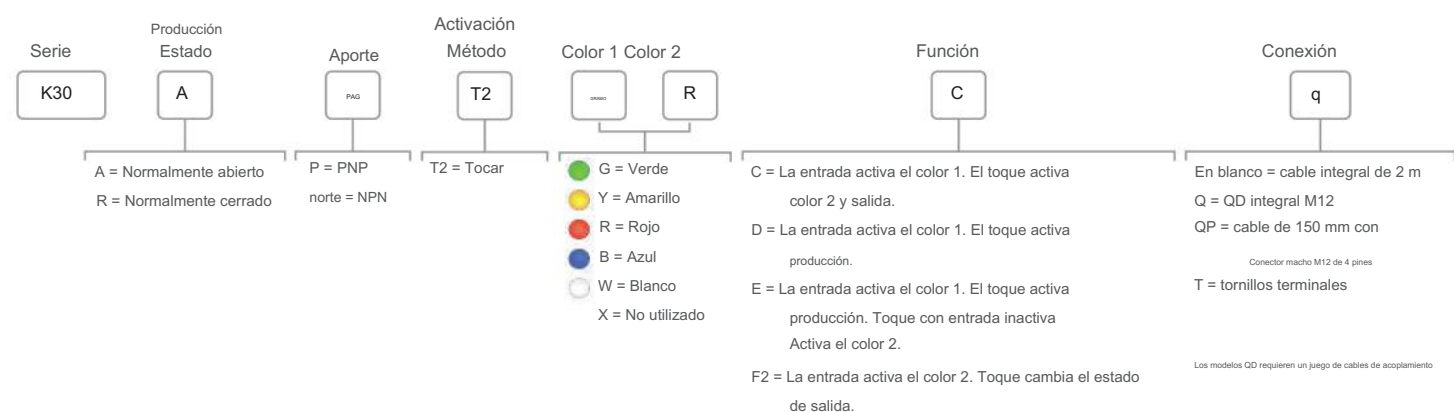 Serie
Producción
Estado
Aporte
Activación
Método
Color 1 Color 2
Función
Conexión
K30
A
PAG
T2
R
C
q
A = Normalmente abierto
R = Normalmente cerrado
P = PNP
norte = NPN
T2 = Tocar
G = Verde
Y = Amarillo
R = Rojo
B = Azul
W = Blanco
X = No utilizado
C = La entrada activa el color 1. El toque activa
color 2 y salida.
D = La entrada activa el color 1. El toque activa
producción.
E = La entrada activa el color 1. El toque activa
producción. Toque con entrada inactiva
Activa el color 2.
F2 = La entrada activa el color 2. Toque cambia el estado
de salida.
En blanco = cable integral de 2 m
Q = QD integral M12
QP = cable de 150 mm con
Conector macho M12 de 4 pines
T = tornillos terminales
Los modelos QD requieren un juego de cables de acoplamiento